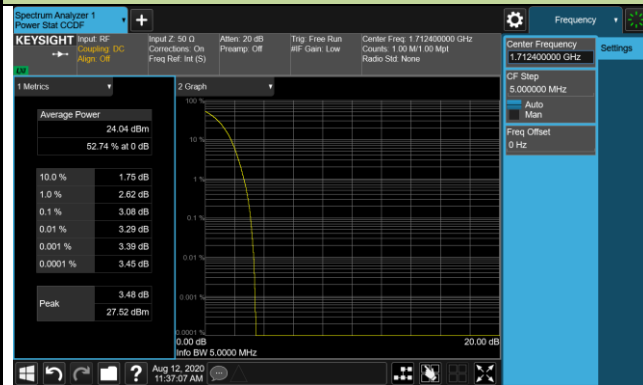 Spectrum Analyzer 1
Power Stat CCDF
Frequency
KEYSIGHT
Input: RF
Coupling: DC
Align: Off
Input Z: 50 Ω
Corrections: On
Freq Ref: Int (S)
Atten: 20 dB
Preamp: Off
Trig: Free Run
#IF Gain: Low
Center Freq: 1.712400000 GHz
Counts: 1.00 M/1.00 Mpt
Radio Std: None
LXI
Center Frequency
1.712400000 GHz
Settings
CF Step
5.000000 MHz
Auto
Man
Freq Offset
0 Hz
1 Metrics
Average Power
24.04 dBm
52.74 % at 0 dB
10.0 % 1.75 dB
1.0 % 2.62 dB
0.1 % 3.08 dB
0.01 % 3.29 dB
0.001 % 3.39 dB
0.0001 % 3.45 dB
Peak
3.48 dB
27.52 dBm
2 Graph
100 %
10 %
1 %
0.1 %
0.01 %
0.001 %
0.0001 %
0.00 dB
20.00 dB
Info BW 5.0000 MHz
?
Aug 12, 2020
11:37:07 AM